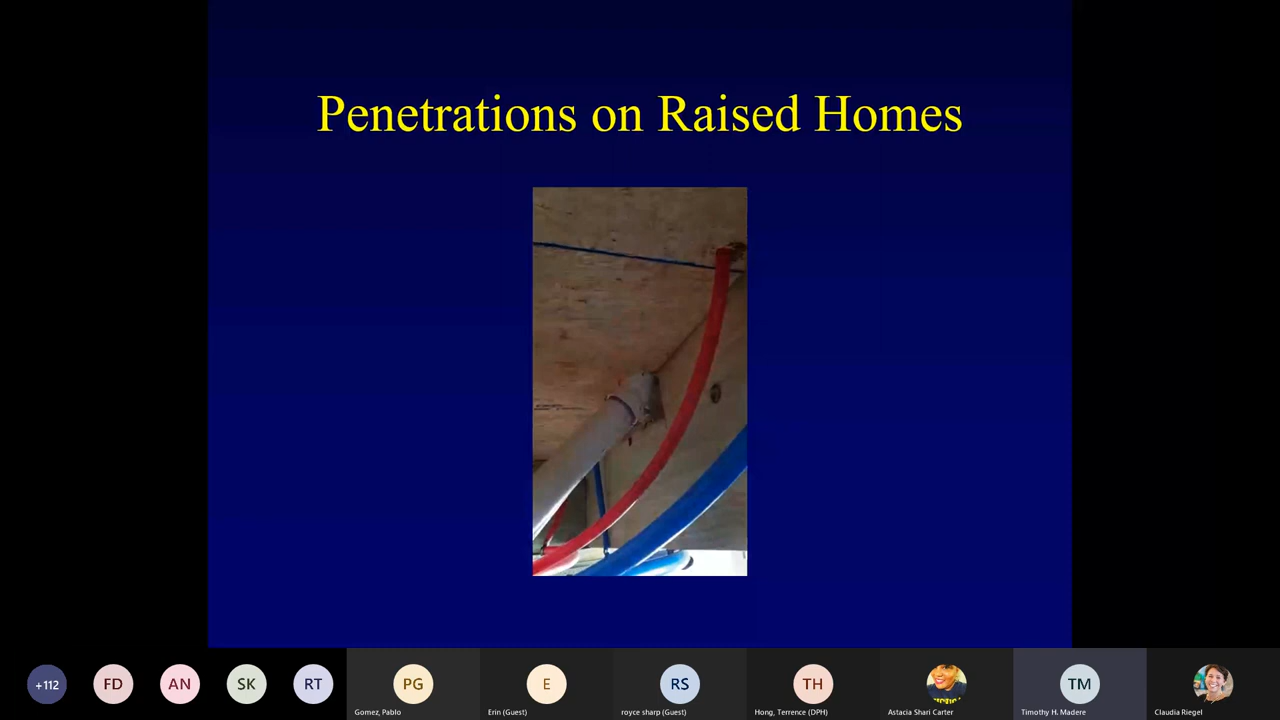 Penetrations on Raised Homes
+112
FD
AN
SK
RT
PG
Gomez, Pablo
E
Erin (Guest)
RS
royce sharp (Guest)
TH
Hong, Terrence (DPH)
Astacia Shari Carter
TM
Timothy H. Madere
Claudia Riegel